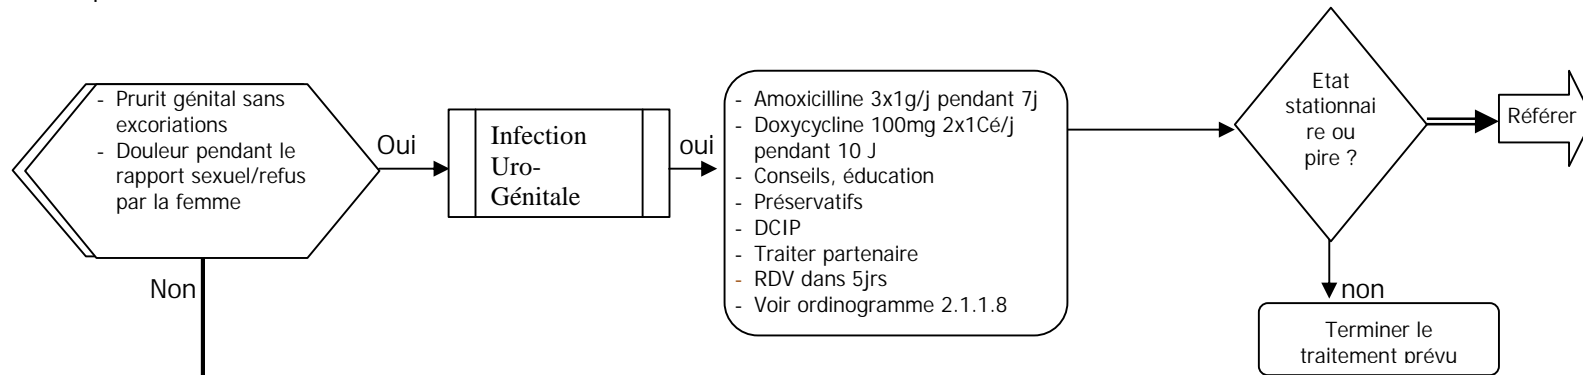 - Prurit génital sans
excoriations
- Douleur pendant le
rapport sexuel/refus
par la femme
Oui
Non
Infection
Uro-
Génitale
oui
- Amoxicilline 3x1g/j pendant 7j
- Doxycycline 100mg 2x1Cé/j
pendant 10 J
- Conseils, éducation
- Préservatifs
- DCIP
- Traiter partenaire
- RDV dans 5jrs
- Voir ordinogramme 2.1.1.8
Etat
stationnai
re ou
pire ?
Référer
non
Terminer le
traitement prévu